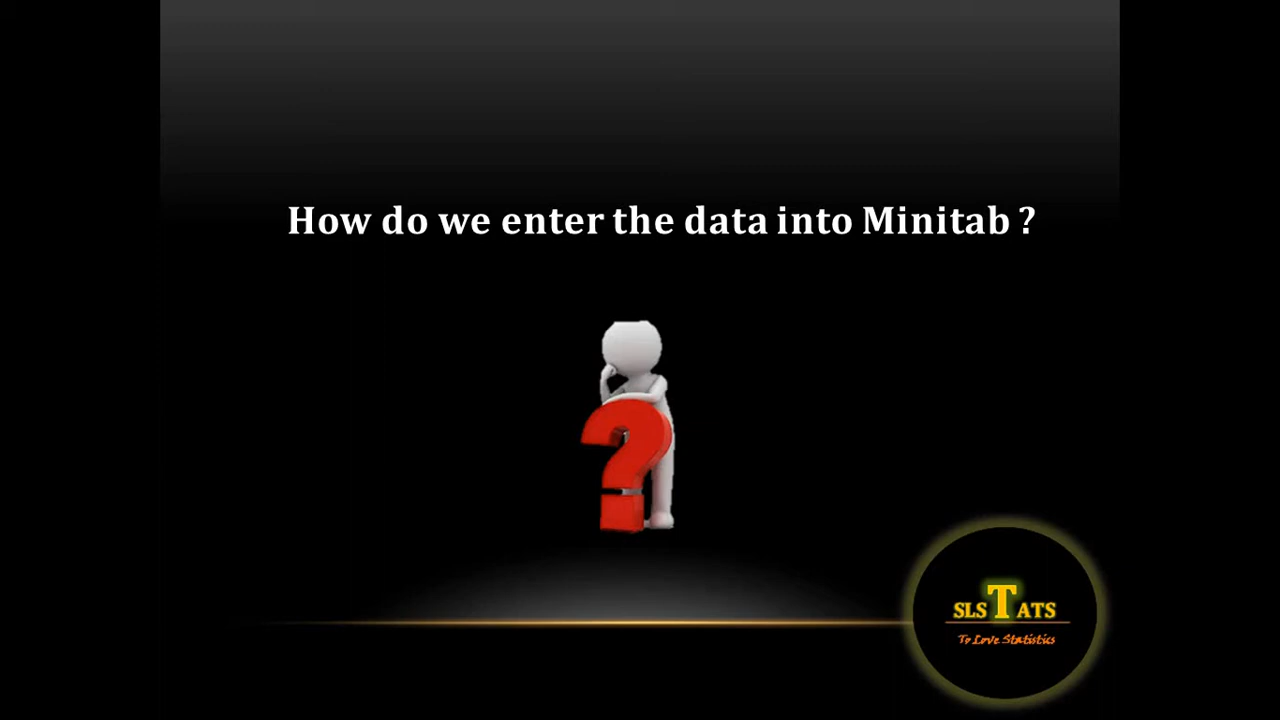 How do we enter the data into Minitab ?
SLSTATS
To Love Statistics